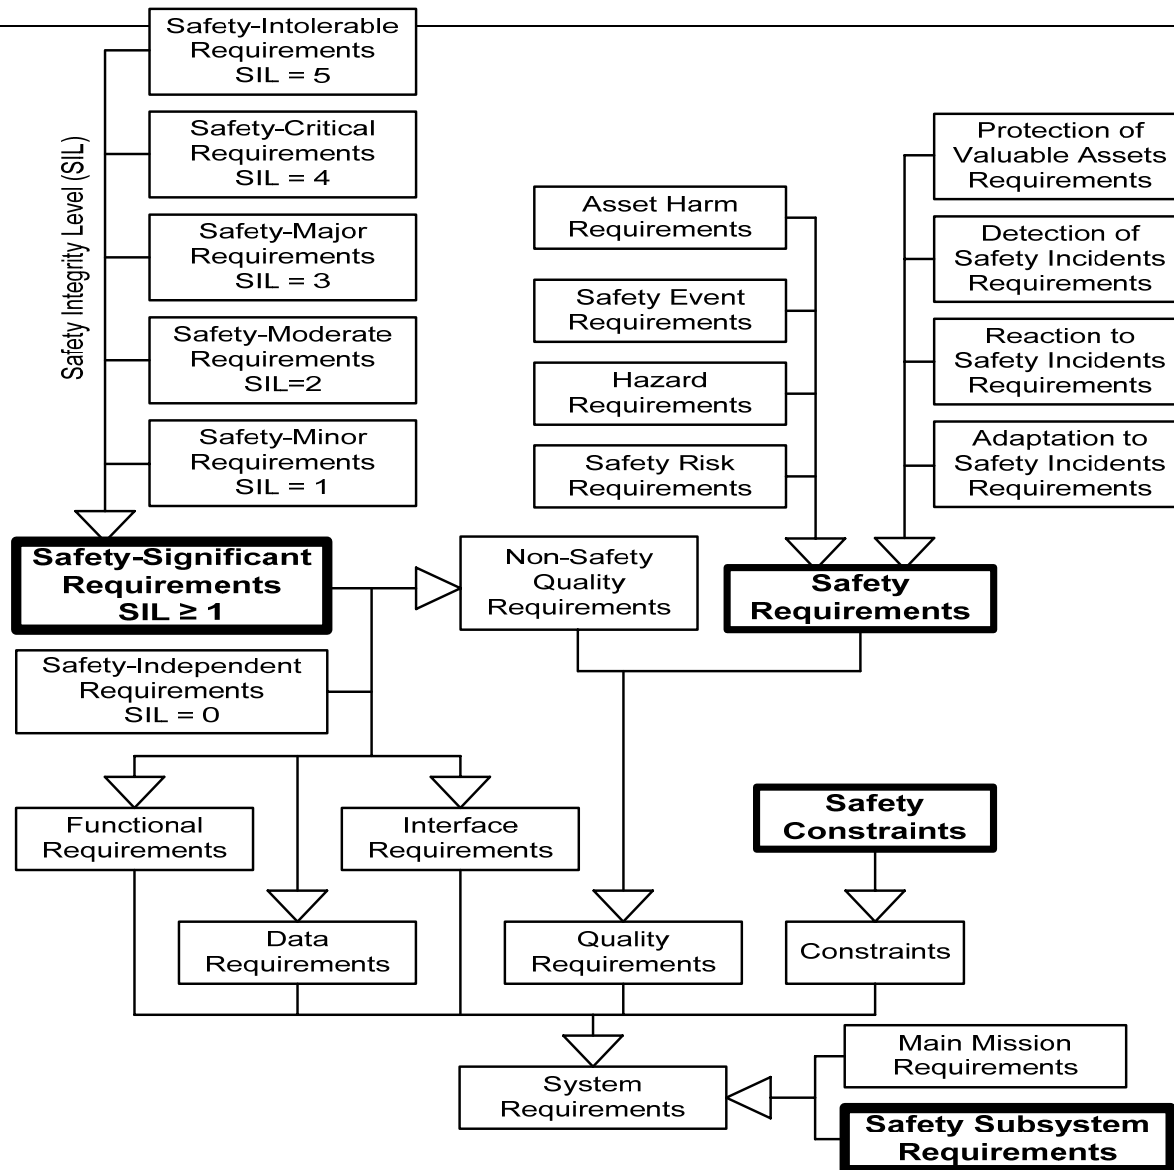 Safety-Intolerable
Requirements
SIL = 5
Safety Integrity Level (SIL)
Safety-Critical
Requirements
SIL = 4
Safety-Major
Requirements
SIL = 3
Safety-Moderate
Requirements
SIL=2
Safety-Minor
Requirements
SIL = 1
Asset Harm
Requirements
Safety Event
Requirements
Hazard
Requirements
Safety Risk
Requirements
Protection of
Valuable Assets
Requirements
Detection of
Safety Incidents
Requirements
Reaction to
Safety Incidents
Requirements
Adaptation to
Safety Incidents
Requirements
Safety-Significant
Requirements
SIL ≥ 1
Non-Safety
Quality
Requirements
Safety
Requirements
Safety-Independent
Requirements
SIL = 0
Functional
Requirements
Interface
Requirements
Safety
Constraints
Data
Requirements
Quality
Requirements
Constraints
System
Requirements
Main Mission
Requirements
Safety Subsystem
Requirements